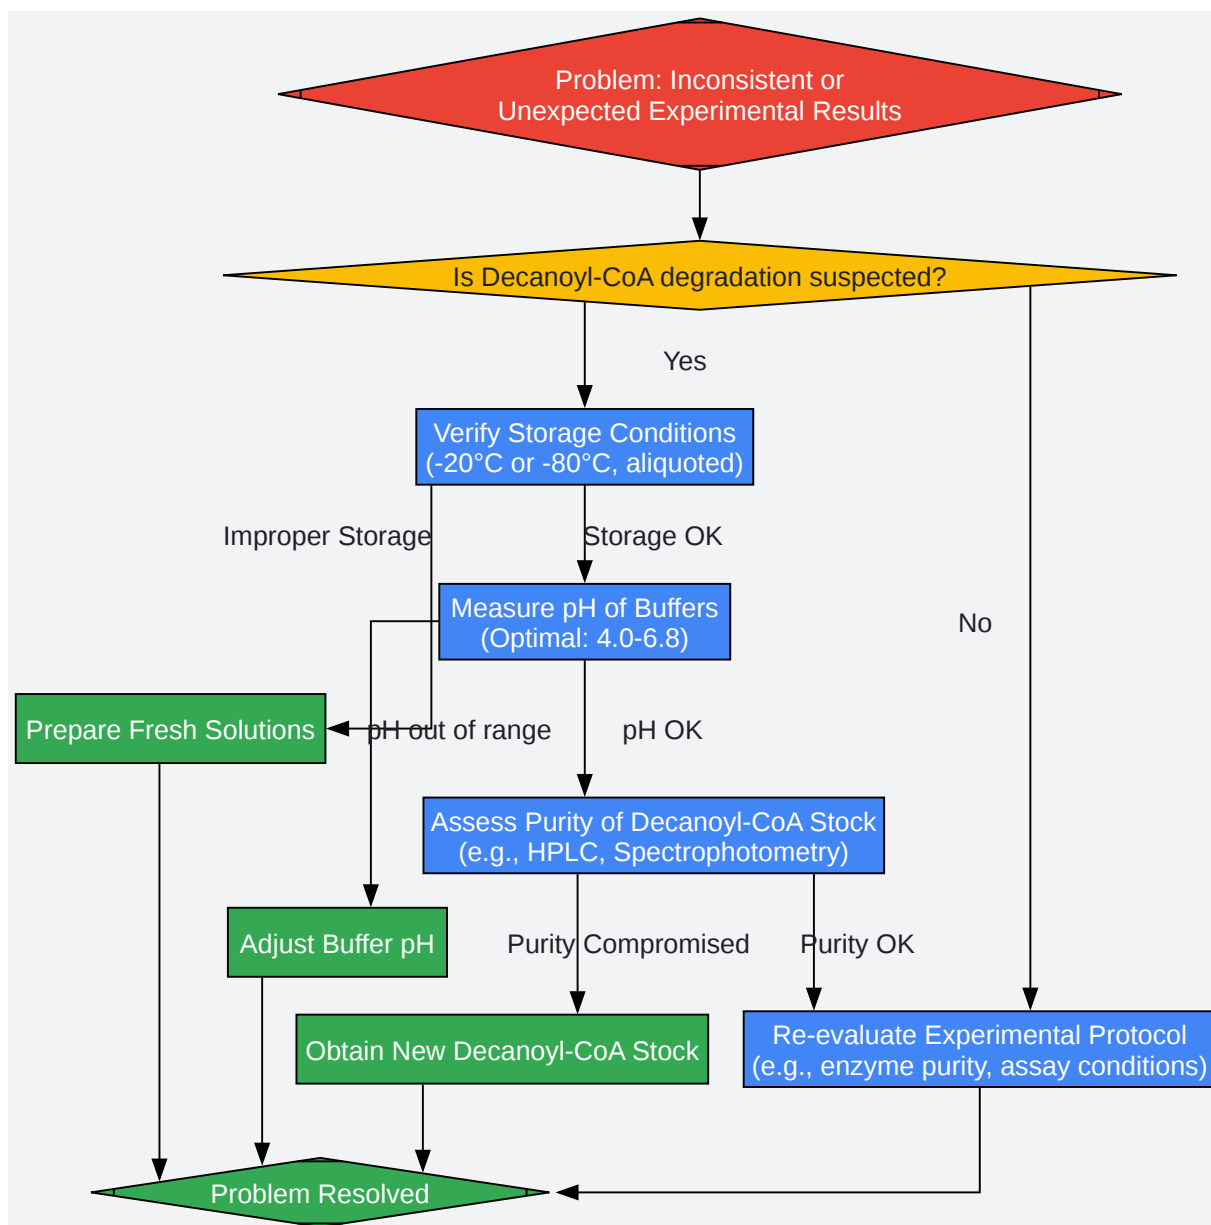 Problem: Inconsistent or
Unexpected Experimental Results
Is Decanoyl-CoA degradation suspected?
Yes
Verify Storage Conditions
(-20°C or -80°C, aliquoted)
Improper Storage
Storage OK
Measure pH of Buffers
(Optimal: 4.0-6.8)
No
Prepare Fresh Solutions
pH out of range
pH OK
Assess Purity of Decanoyl-CoA Stock
(e.g., HPLC, Spectrophotometry)
Adjust Buffer pH
Purity Compromised
Purity OK
Obtain New Decanoyl-CoA Stock
Re-evaluate Experimental Protocol
(e.g., enzyme purity, assay conditions)
Problem Resolved